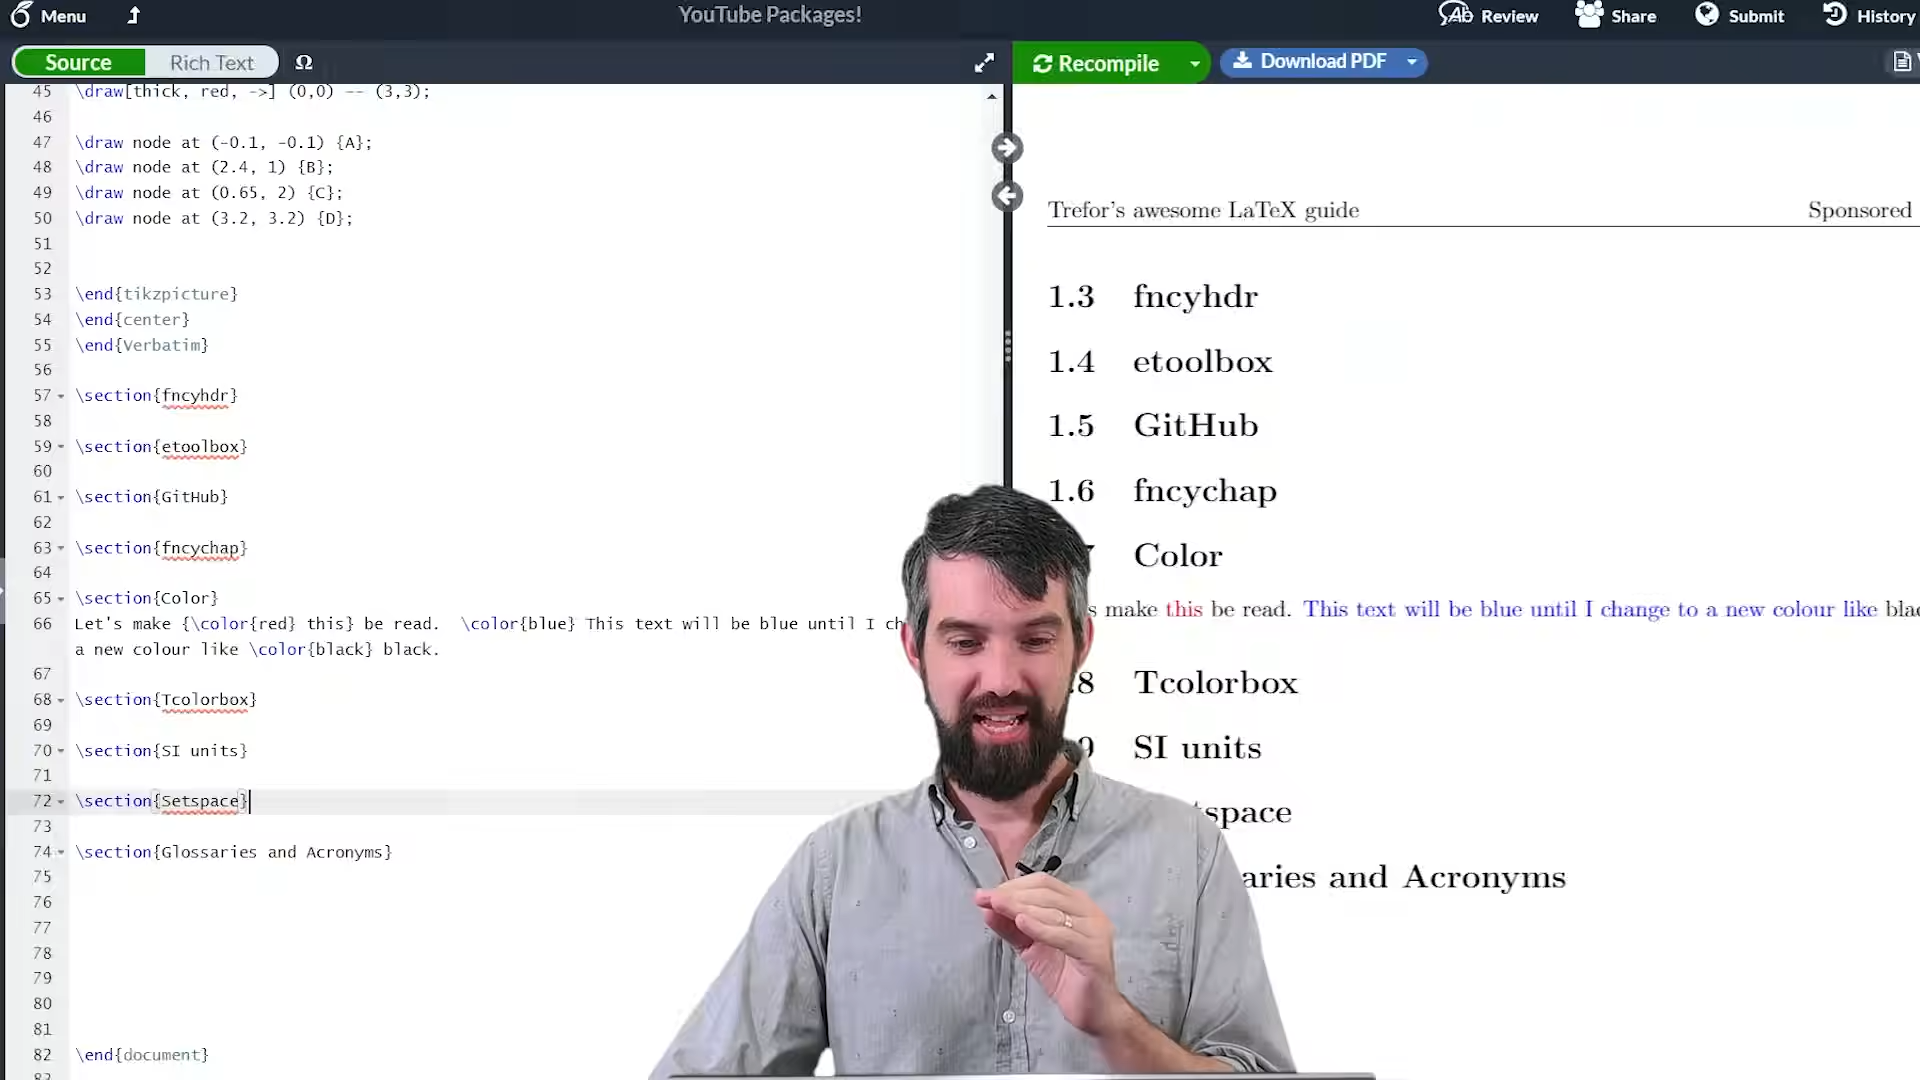 Menu
YouTube Packages!
Review
Share
Submit
History
Source
Rich Text
Ω
Recompile
Download PDF
45 \draw[thick, red, ->] (0,0) -- (3,3);
46
47 \draw node at (-0.1, -0.1) {A};
48 \draw node at (2.4, 1) {B};
49 \draw node at (0.65, 2) {C};
50 \draw node at (3.2, 3.2) {D};
51
52
53 \end{tikzpicture}
54 \end{center}
55 \end{Verbatim}
56
57 \section{fncyhdr}
58
59 \section{etoolbox}
60
61 \section{GitHub}
62
63 \section{fncychap}
64
65 \section{Color}
66 Let's make {\color{red} this} be read. \color{blue} This text will be blue until I ch
a new colour like \color{black} black.
67
68 \section{Tcolorbox}
69
70 \section{SI units}
71
72 \section{Setspace}
73
74 \section{Glossaries and Acronyms}
75
76
77
78
79
80
81
82 \end{document}
Trefor's awesome LaTeX guide
Sponsored
1.3 fncyhdr
1.4 etoolbox
1.5 GitHub
1.6 fncychap
Color
s make this be read. This text will be blue until I change to a new colour like blac
.8 Tcolorbox
9 SI units
tspace
aries and Acronyms